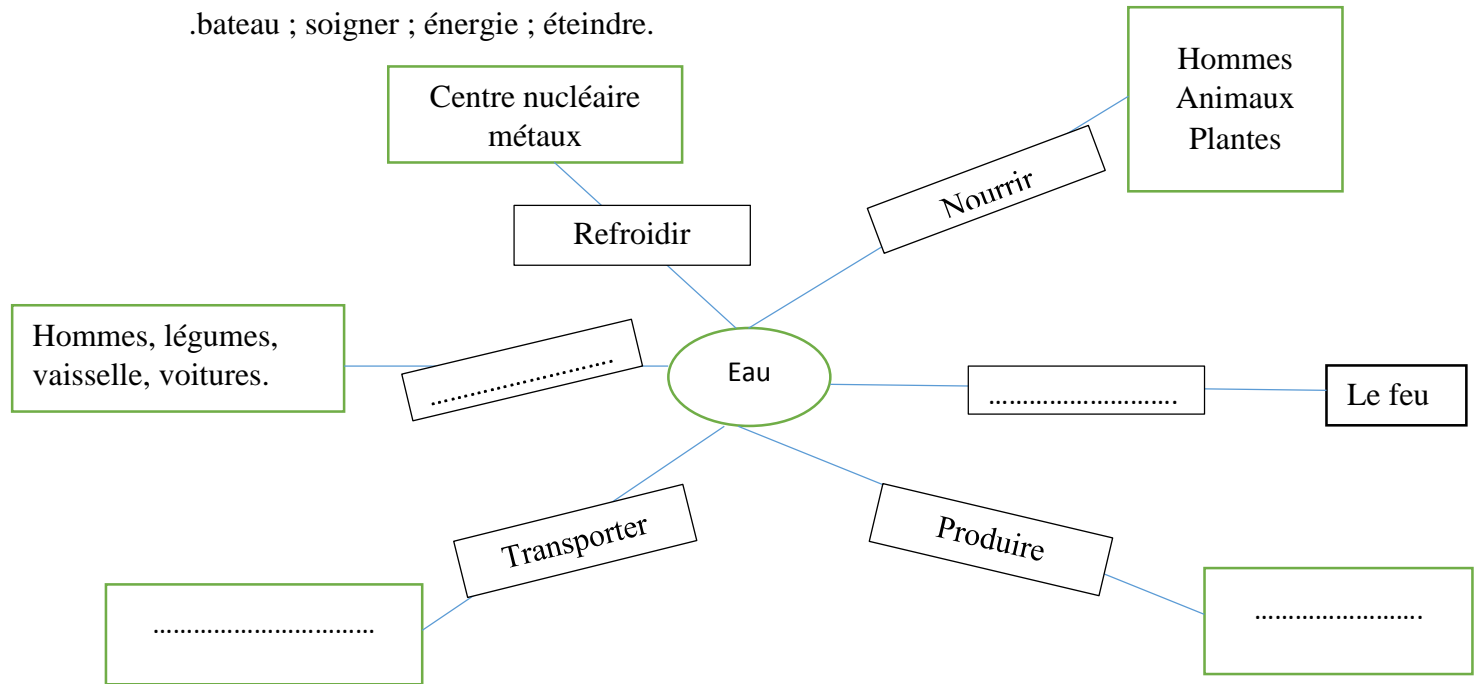 .bateau ; soigner ; énergie ; éteindre.
Centre nucléaire
métaux
Hommes
Animaux
Plantes
Nourrir
Refroidir
Hommes, légumes,
vaisselle, voitures.
........................
Eau
............................
Le feu
Transporter
Produire
................................
.........................